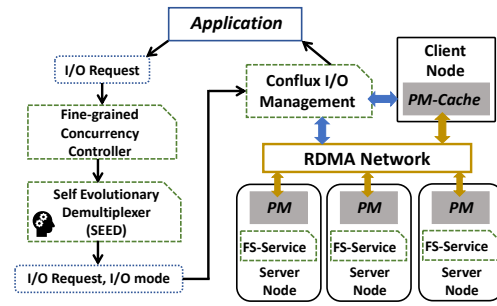 Application
I/O Request
Fine-grained
Concurrency
Controller
Self Evolutionary
Demultiplexer
(SEED)
I/O Request, I/O mode
Conflux I/O
Management
Client
Node
PM-Cache
RDMA Network
PM
FS-Service
Server
Node
PM
FS-Service
Server
Node
PM
FS-Service
Server
Node